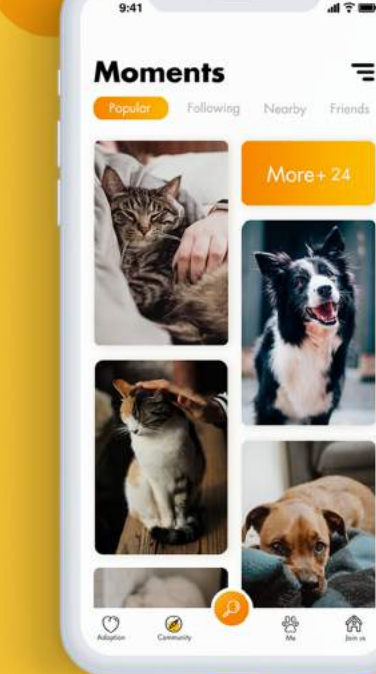 9:41
Moments
Popular Following Nearby Friends
More+ 24
Adoption Community Me Join us